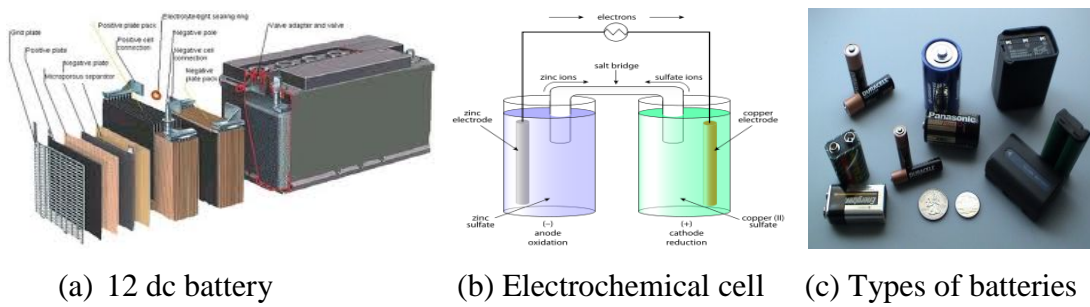 Electrolyte-tight sealing ring
Positive plate pack
Positive cell
connection
Negative pole
Negative cell
connection
Negative
plate pack
Valve adapter and valve
Grid plate
Positive plate
Negative plate
Microporous separator
electrons
salt bridge
zinc ions
sulfate ions
zinc
electrode
copper
electrode
zinc
sulfate
(−)
anode
oxidation
(+)
cathode
reduction
copper (II)
sulfate
DURACELL
Panasonic
DURACELL
Energizer
(a) 12 dc battery
(b) Electrochemical cell
(c) Types of batteries